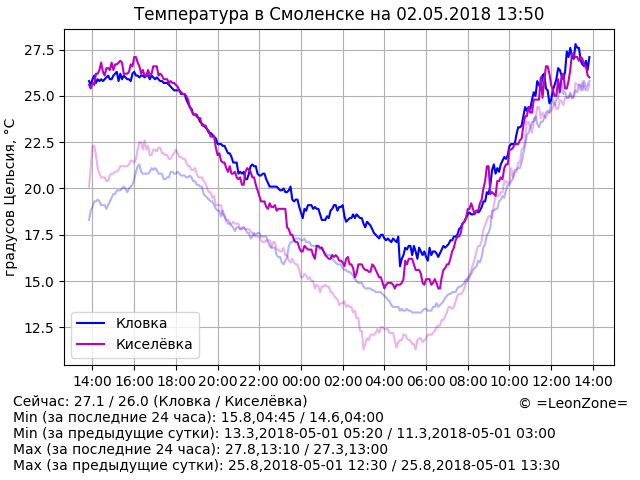 Температура в Смоленске на 02.05.2018 13:50
градусов Цельсия, °C
27.5
25.0
22.5
20.0
17.5
15.0
12.5
Кловка
Киселёвка
14:00 16:00 18:00 20:00 22:00 00:00 02:00 04:00 06:00 08:00 10:00 12:00 14:00
Сейчас: 27.1 / 26.0 (Кловка / Киселёвка)
© =LeonZone=
Min (за последние 24 часа): 15.8,04:45 / 14.6,04:00
Min (за предыдущие сутки): 13.3,2018-05-01 05:20 / 11.3,2018-05-01 03:00
Max (за последние 24 часа): 27.8,13:10 / 27.3,13:00
Max (за предыдущие сутки): 25.8,2018-05-01 12:30 / 25.8,2018-05-01 13:30